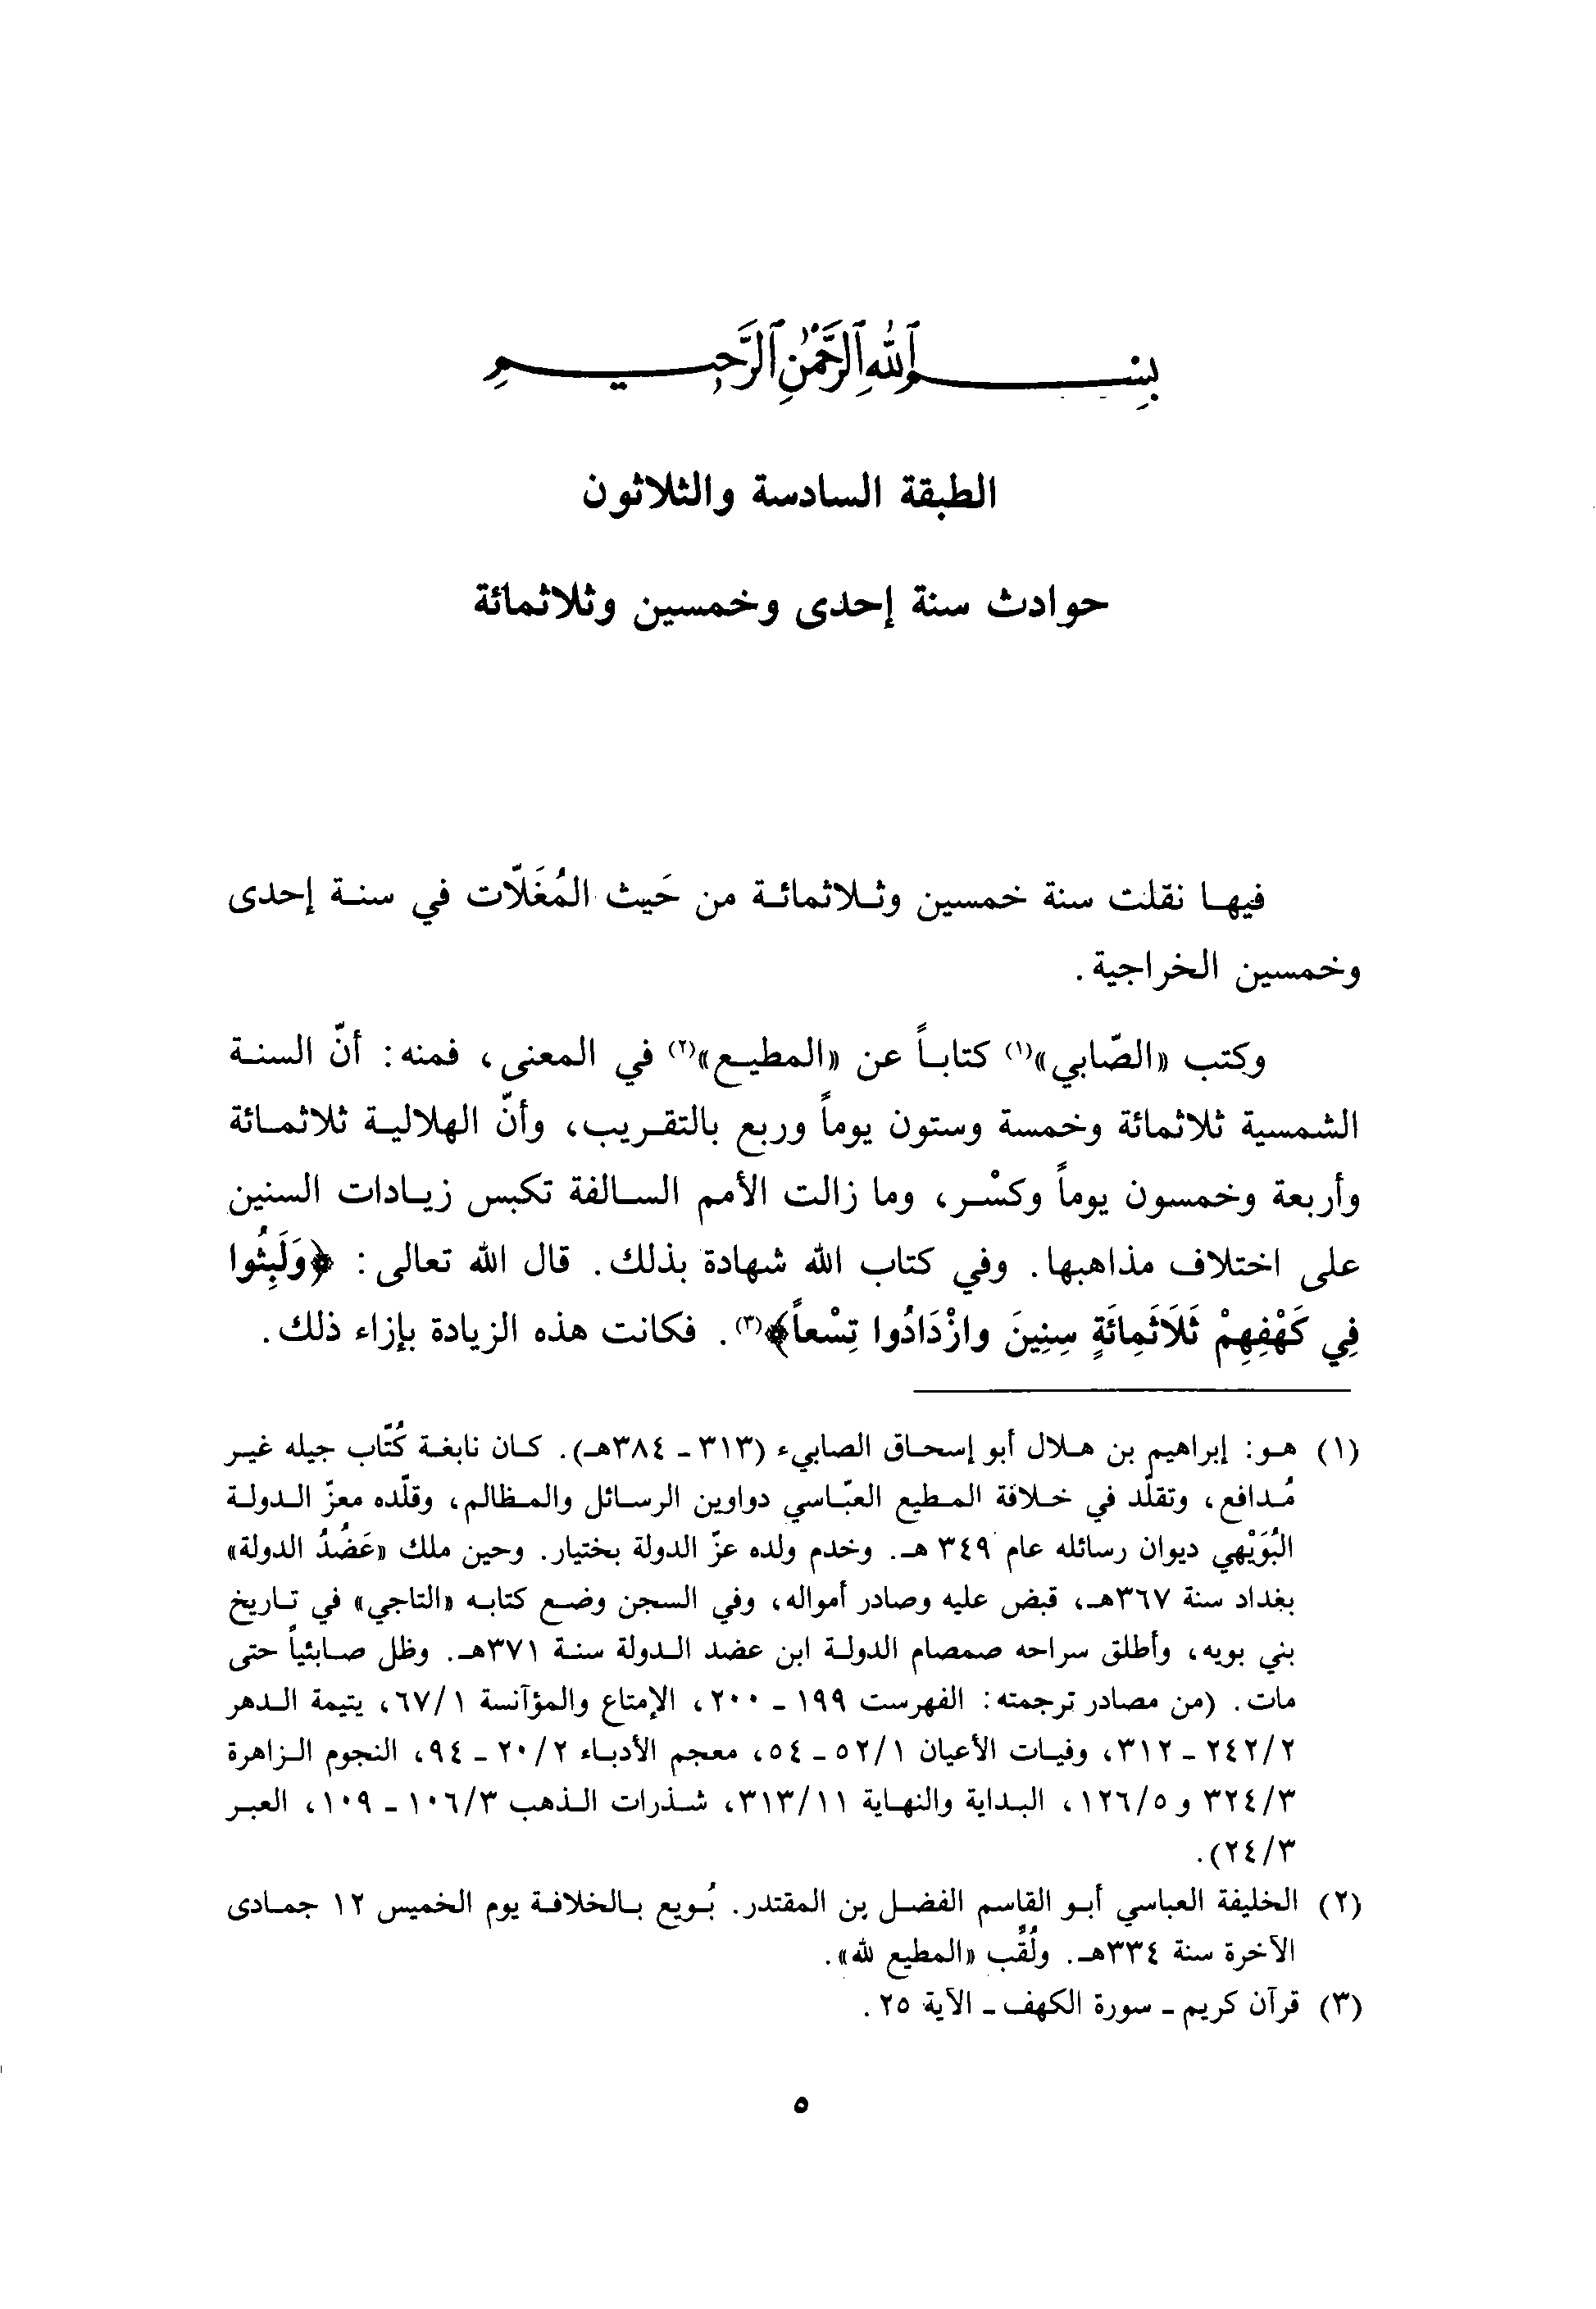 بِسْمِ ٱللَّهِ ٱلرَّحْمَٰنِ ٱلرَّحِيمِ
الطبقة السادسة والثلاثون
حوادث سنة إحدى وخمسين وثلاثمائة
فيها نقلت سنة خمسين وثلاثمائة من حَيث المُغَلّات في سنة إحدى
وخمسين الخراجية.
وكتب «الصّابي»(١) كتاباً عن «المطيع»(٢) في المعنى، فمنه: أنّ السنة
الشمسية ثلاثمائة وخمسة وستون يوماً وربع بالتقريب، وأنّ الهلالية ثلاثمائة
وأربعة وخمسون يوماً وكسْر، وما زالت الأمم السالفة تكبس زيادات السنين
على اختلاف مذاهبها. وفي كتاب الله شهادة بذلك. قال الله تعالى: ﴿وَلَبِثُوا
فِي كَهْفِهِمْ ثَلَاثَمِائَةٍ سِنِينَ وازْدَادُوا تِسْعاً﴾(٣). فكانت هذه الزيادة بإزاء ذلك.
(١) هو: إبراهيم بن هلال أبو إسحاق الصابيء (٣١٣ - ٣٨٤هـ). كان نابغة كُتّاب جيله غير
مُدافع، وتقلّد في خلافة المطيع العبّاسي دواوين الرسائل والمظالم، وقلّده معزّ الدولة
البُوَيْهي ديوان رسائله عام ٣٤٩ هـ. وخدم ولده عزّ الدولة بختيار. وحين ملك «عَضُدُ الدولة»
بغداد سنة ٣٦٧هـ، قبض عليه وصادر أمواله، وفي السجن وضع كتابه «التاجي» في تاريخ
بني بويه، وأطلق سراحه صمصام الدولة ابن عضد الدولة سنة ٣٧١هـ. وظل صابئياً حتى
مات. (من مصادر ترجمته: الفهرست ١٩٩ - ٢٠٠، الإمتاع والمؤآنسة ٦٧/١، يتيمة الدهر
٢٤٢/٢ - ٣١٢، وفيات الأعيان ٥٢/١ - ٥٤، معجم الأدباء ٢٠/٢ - ٩٤، النجوم الزاهرة
٣٢٤/٣ و ١٢٦/٥، البداية والنهاية ٣١٣/١١، شذرات الذهب ١٠٦/٣ - ١٠٩، العبر
٢٤/٣).
(٢) الخليفة العباسي أبو القاسم الفضل بن المقتدر. بُويع بالخلافة يوم الخميس ١٢ جمادى
الآخرة سنة ٣٣٤هـ. ولُقِّب «المطيع لله».
(٣) قرآن كريم - سورة الكهف - الآية ٢٥.
٥